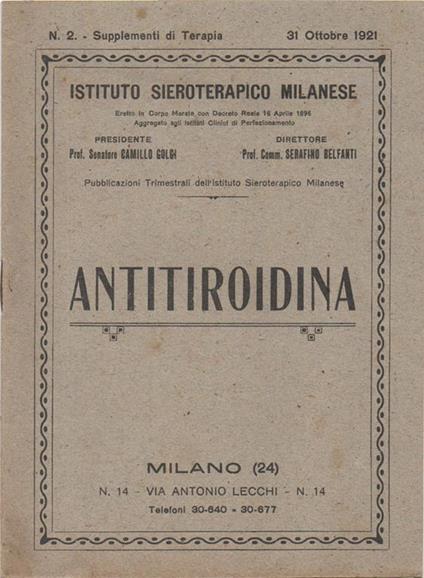 N. 2. - Supplementi di Terapia 31 Ottobre 1921
ISTITUTO SIEROTERAPICO MILANESE
Eretto in Corpo Morale con Decreto Reale 16 Aprile 1896
Aggregato agli Istituti Clinici di Perfezionamento
PRESIDENTE DIRETTORE
Prof. Senatore CAMILLO GOLGI Prof. Comm. SERAFINO BELFANTI
Pubblicazioni Trimestrali dell'Istituto Sieroterapico Milanese
ANTITIROIDINA
MILANO (24)
N. 14 - VIA ANTONIO LECCHI - N. 14
Telefoni 30-640 - 30-677